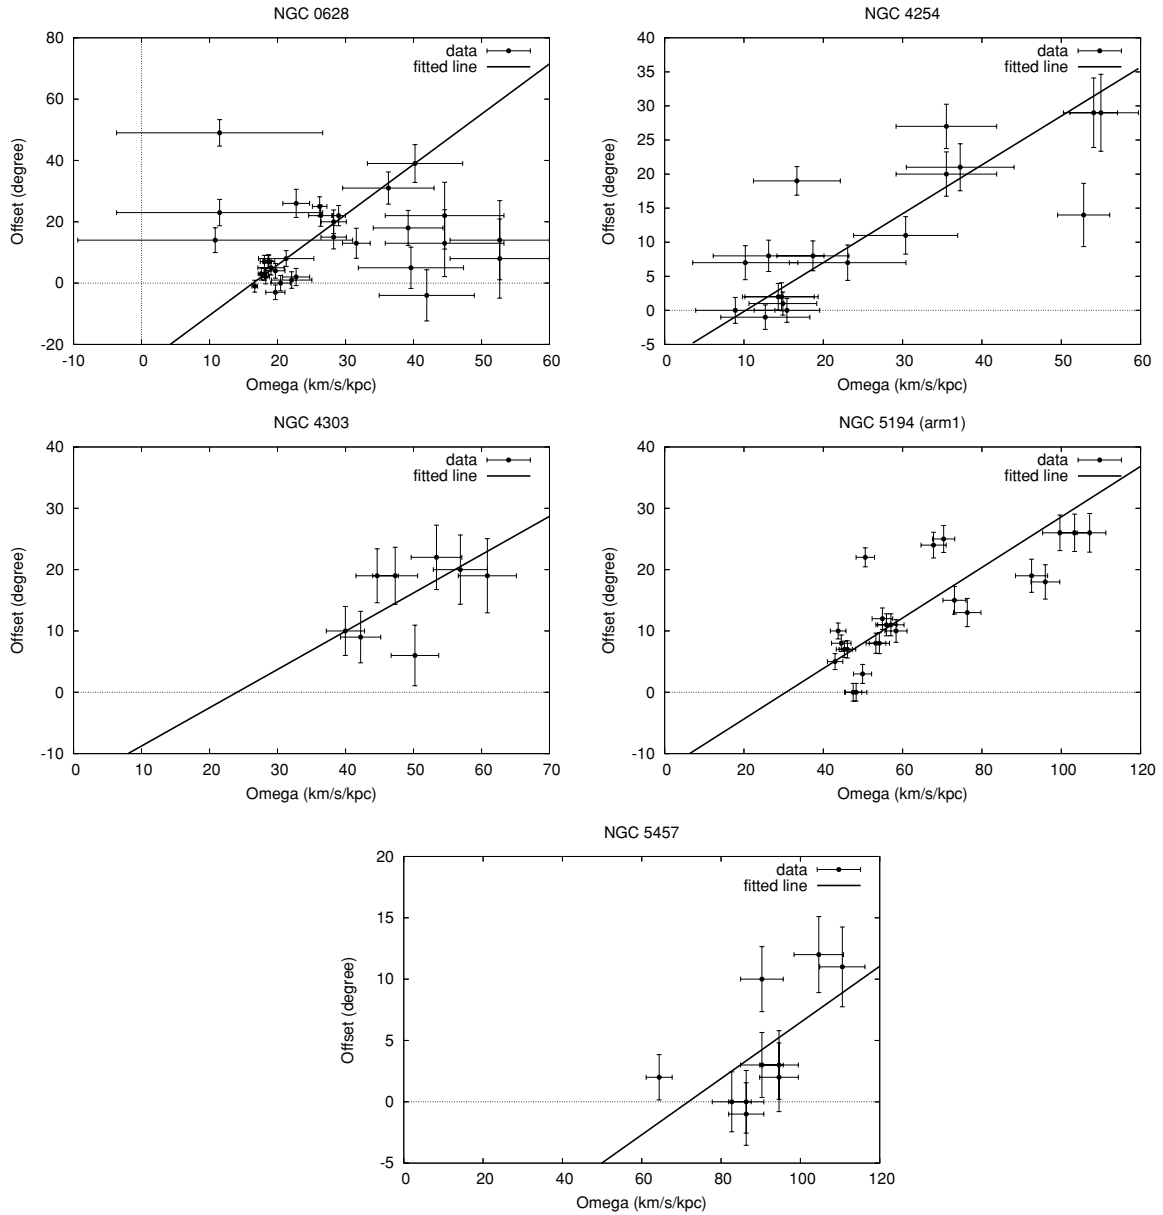 NGC 0628
80
60
40
20
0
-20
-10 0 10 20 30 40 50 60
Offset (degree)
Omega (km/s/kpc)
data
fitted line
NGC 4254
40
35
30
25
20
15
10
5
0
-5
0 10 20 30 40 50 60
Offset (degree)
Omega (km/s/kpc)
data
fitted line
NGC 4303
40
30
20
10
0
-10
0 10 20 30 40 50 60 70
Offset (degree)
Omega (km/s/kpc)
data
fitted line
NGC 5194 (arm1)
40
30
20
10
0
-10
0 20 40 60 80 100 120
Offset (degree)
Omega (km/s/kpc)
data
fitted line
NGC 5457
20
15
10
5
0
-5
0 20 40 60 80 100 120
Offset (degree)
Omega (km/s/kpc)
data
fitted line